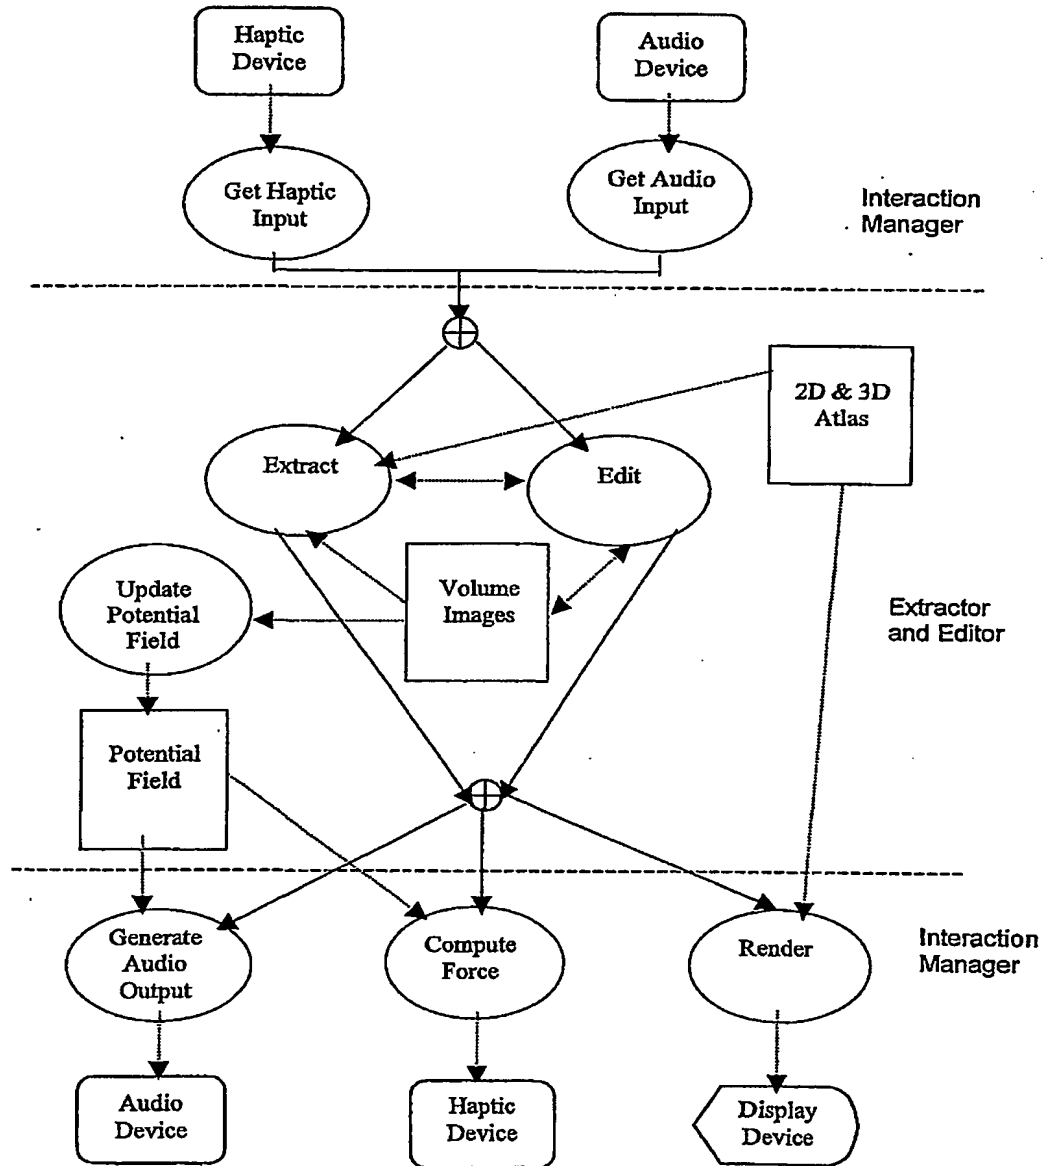 Haptic
Device
Audio
Device
Get Haptic
Input
Get Audio
Input
Interaction
Manager
2D & 3D
Atlas
Extract
Edit
Volume
Images
Update
Potential
Field
Extractor
and Editor
Potential
Field
Generate
Audio
Output
Compute
Force
Render
Interaction
Manager
Audio
Device
Haptic
Device
Display
Device